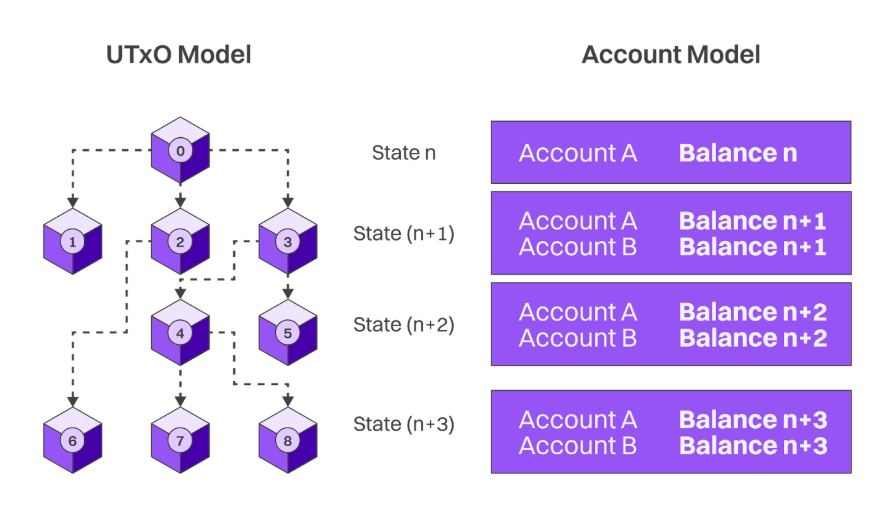 UTxO Model
Account Model
0
State n
Account A Balance n
1
2
3
State (n+1)
Account A Balance n+1
Account B Balance n+1
4
5
State (n+2)
Account A Balance n+2
Account B Balance n+2
6
7
8
State (n+3)
Account A Balance n+3
Account B Balance n+3